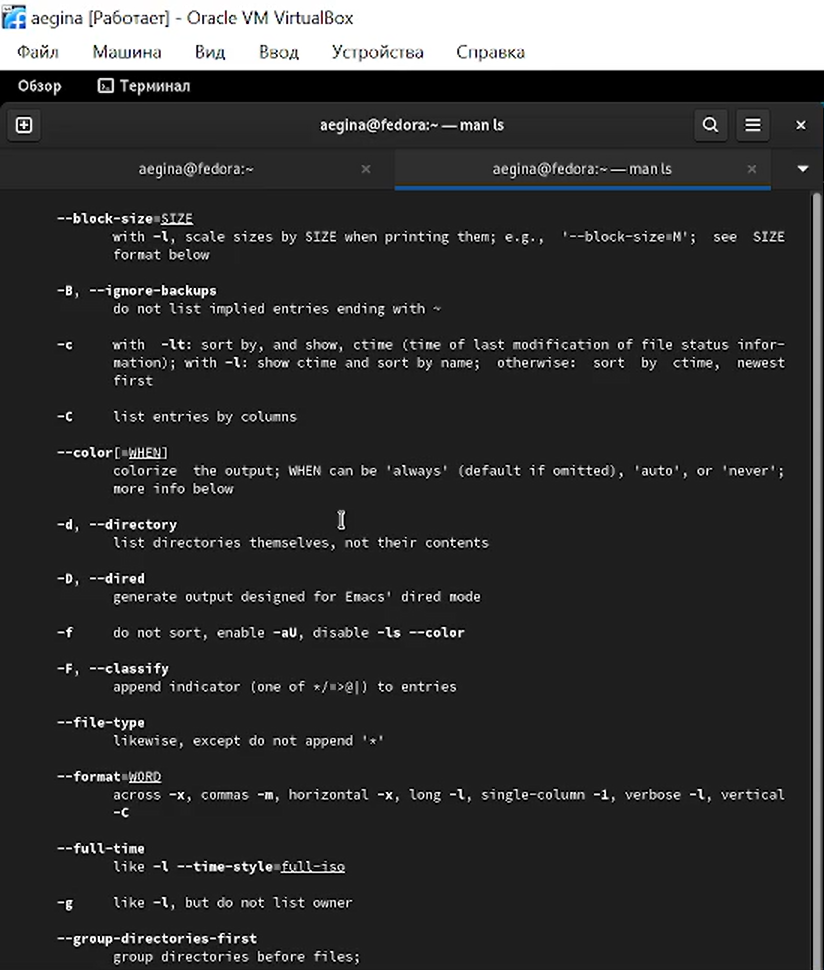 aegina [Работает] - Oracle VM VirtualBox
Файл Машина Вид Ввод Устройства Справка
Обзор Терминал
aegina@fedora:~ — man ls
aegina@fedora:~ aegina@fedora:~ — man ls
--block-size=SIZE
with -l, scale sizes by SIZE when printing them; e.g., '--block-size=M'; see SIZE
format below
-B, --ignore-backups
do not list implied entries ending with ~
-c with -lt: sort by, and show, ctime (time of last modification of file status infor-
mation); with -l: show ctime and sort by name; otherwise: sort by ctime, newest
first
-C list entries by columns
--color[=WHEN]
colorize the output; WHEN can be 'always' (default if omitted), 'auto', or 'never';
more info below
-d, --directory
list directories themselves, not their contents
-D, --dired
generate output designed for Emacs' dired mode
-f do not sort, enable -aU, disable -ls --color
-F, --classify
append indicator (one of */=>@|) to entries
--file-type
likewise, except do not append '*'
--format=WORD
across -x, commas -m, horizontal -x, long -l, single-column -1, verbose -l, vertical
-C
--full-time
like -l --time-style=full-iso
-g like -l, but do not list owner
--group-directories-first
group directories before files;